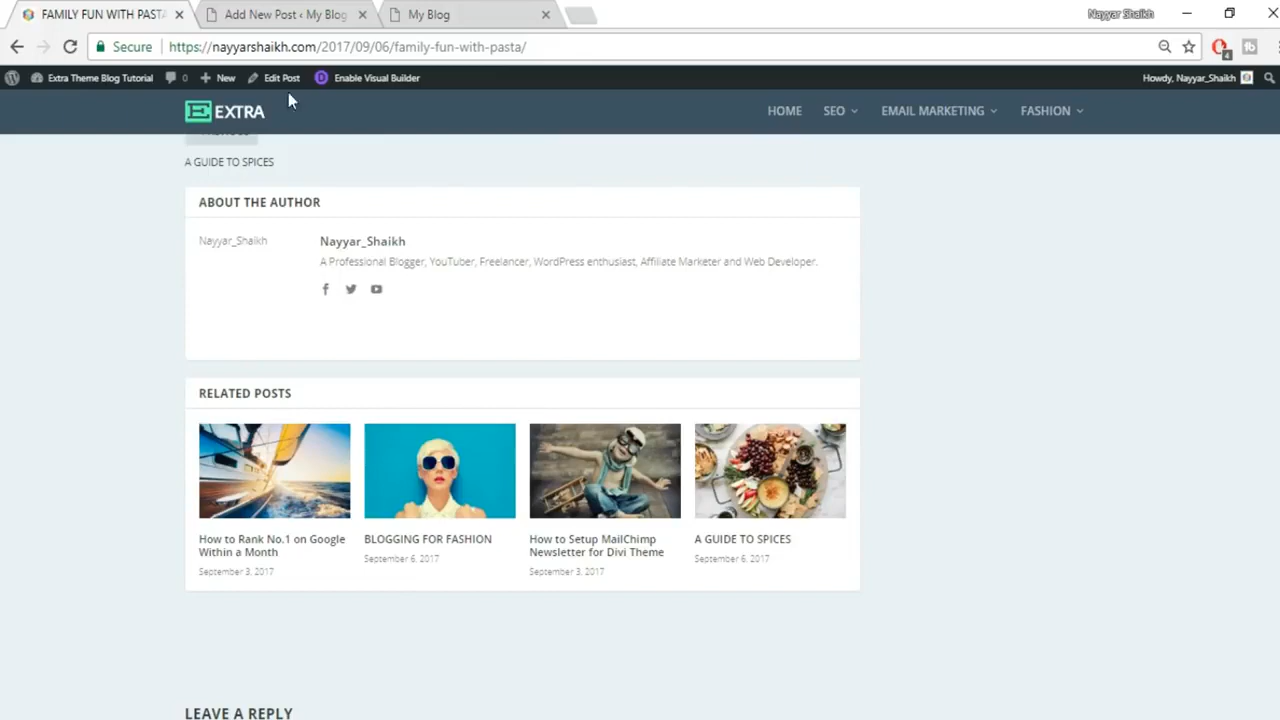 FAMILY FUN WITH PASTA
Add New Post ‹ My Blog
My Blog
Nayyar Shaikh
Secure
https://nayyarshaikh.com/2017/09/06/family-fun-with-pasta/
4
Extra Theme Blog Tutorial
0
New
Edit Post
D
Enable Visual Builder
Howdy, Nayyar_Shaikh
E EXTRA
HOME
SEO
EMAIL MARKETING
FASHION
A GUIDE TO SPICES
ABOUT THE AUTHOR
Nayyar_Shaikh
Nayyar_Shaikh
A Professional Blogger, YouTuber, Freelancer, WordPress enthusiast, Affiliate Marketer and Web Developer.
RELATED POSTS
How to Rank No.1 on Google
Within a Month
September 3, 2017
BLOGGING FOR FASHION
September 6, 2017
How to Setup MailChimp
Newsletter for Divi Theme
September 3, 2017
A GUIDE TO SPICES
September 6, 2017
LEAVE A REPLY